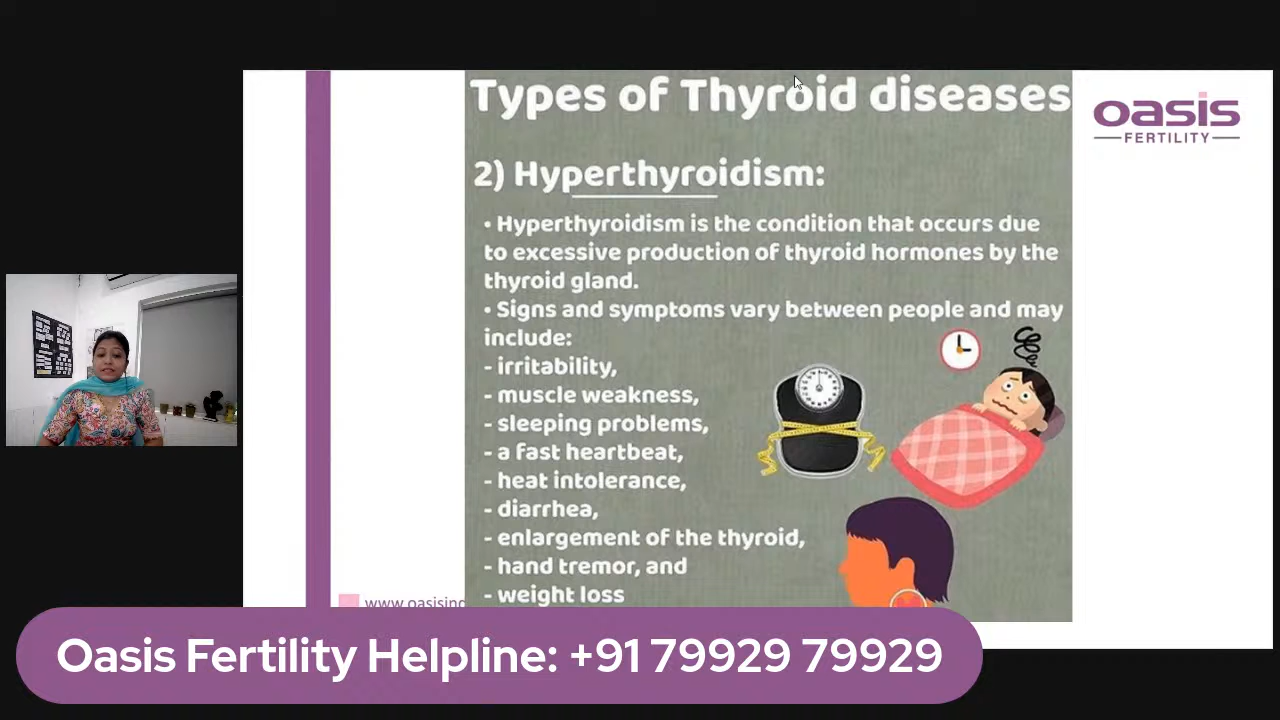 Types of Thyroid diseases
oasis
FERTILITY
2) Hyperthyroidism:
• Hyperthyroidism is the condition that occurs due
to excessive production of thyroid hormones by the
thyroid gland.
• Signs and symptoms vary between people and may
include:
- irritability,
- muscle weakness,
- sleeping problems,
- a fast heartbeat,
- heat intolerance,
- diarrhea,
- enlargement of the thyroid,
- hand tremor, and
- weight loss
www.oasisind
Oasis Fertility Helpline: +91 79929 79929